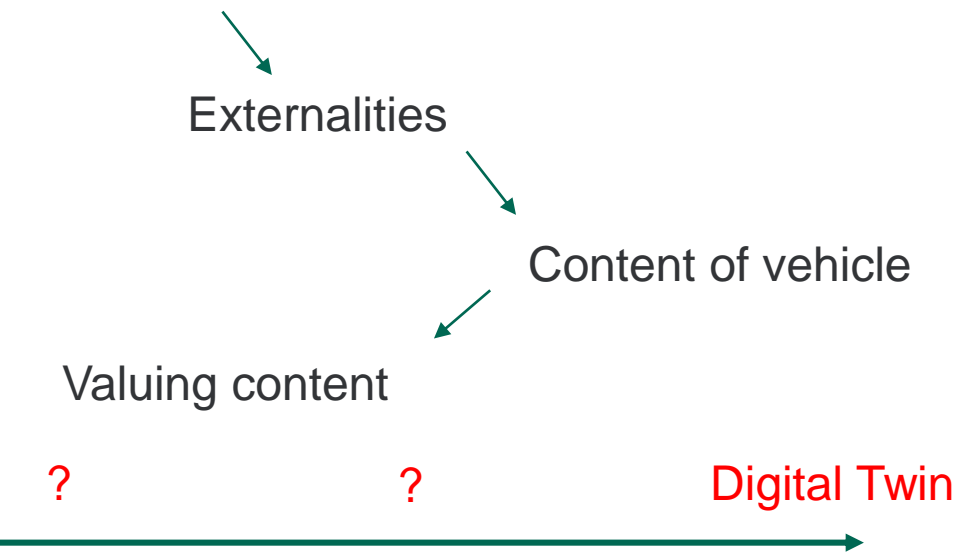 Externalities
Content of vehicle
Valuing content
? ? Digital Twin